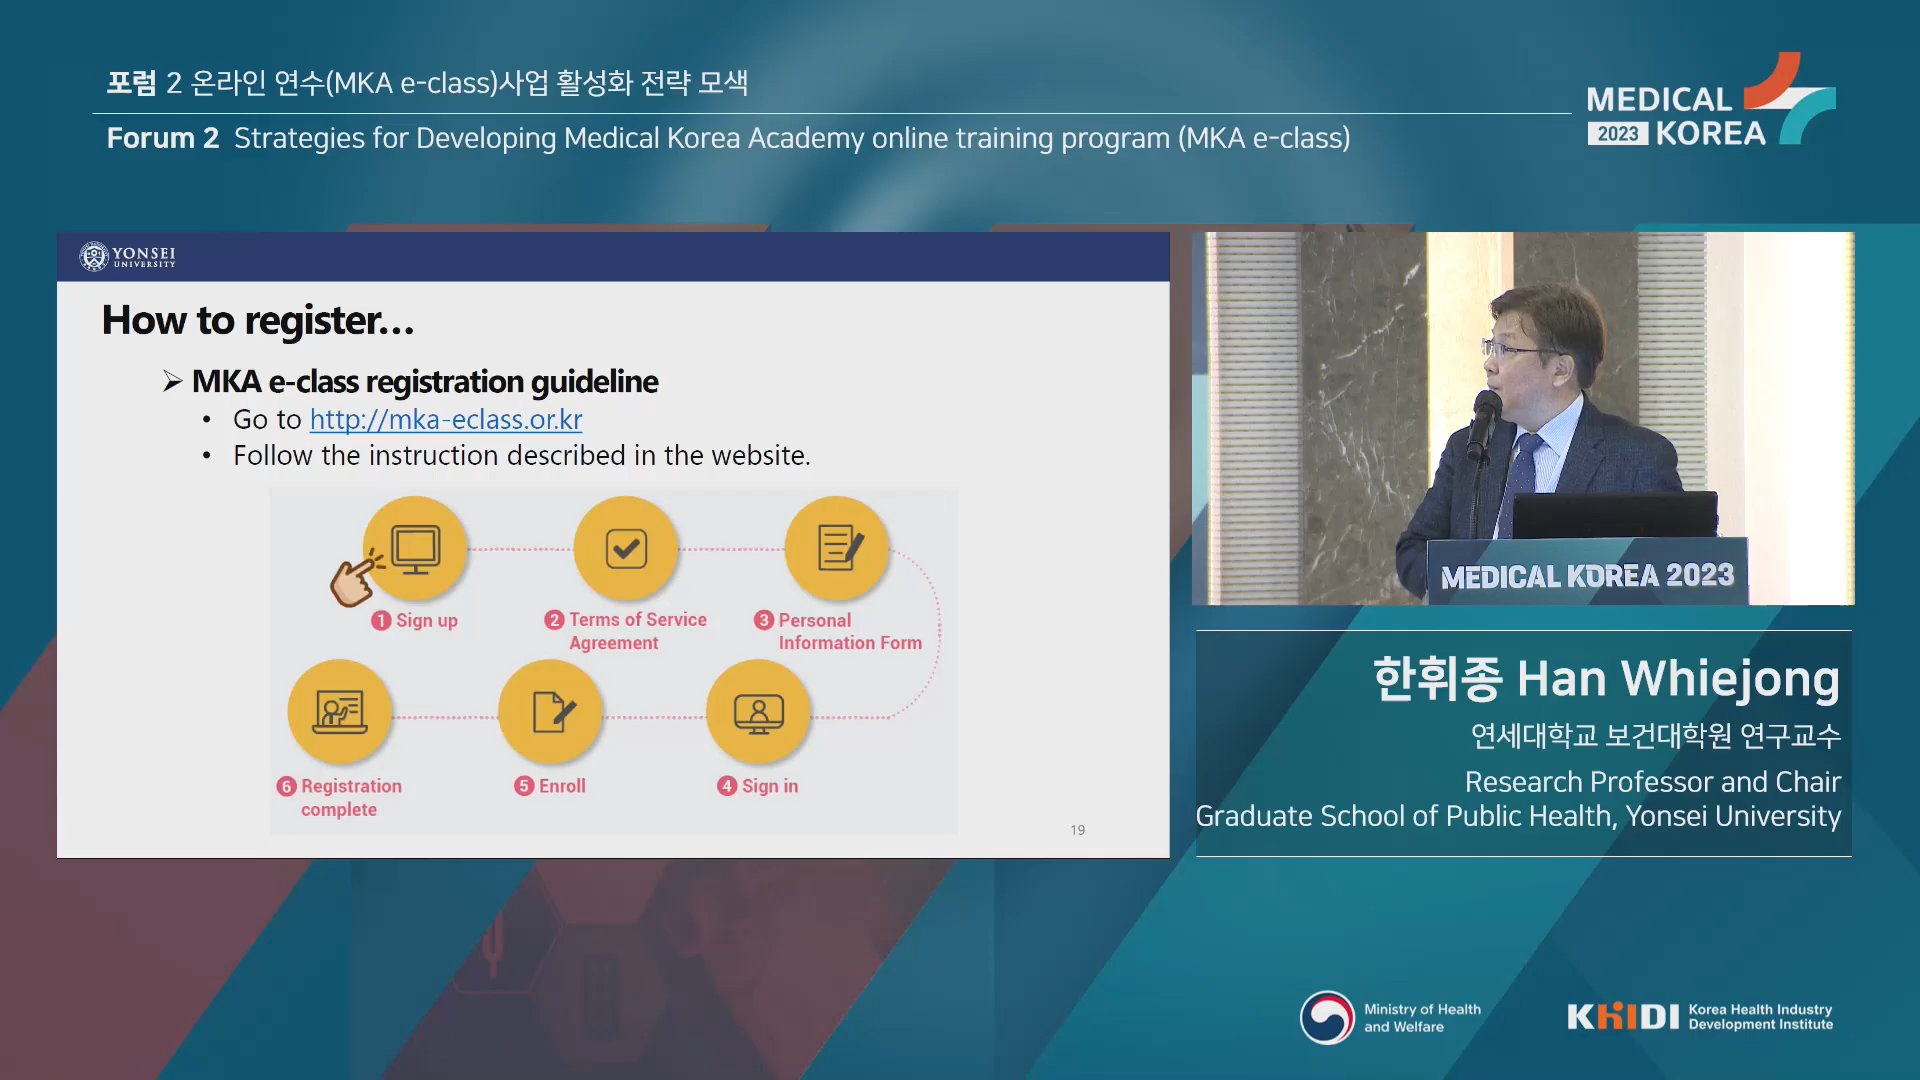 포럼 2 온라인 연수(MKA e-class)사업 활성화 전략 모색
Forum 2 Strategies for Developing Medical Korea Academy online training program (MKA e-class)
MEDICAL
2023 KOREA
YONSEI
UNIVERSITY
How to register...
➢ MKA e-class registration guideline
• Go to http://mka-eclass.or.kr
• Follow the instruction described in the website.
1 Sign up
2 Terms of Service
Agreement
3 Personal
Information Form
6 Registration
complete
5 Enroll
4 Sign in
19
MEDICAL KOREA 2023
한휘종 Han Whiejong
연세대학교 보건대학원 연구교수
Research Professor and Chair
Graduate School of Public Health, Yonsei University
Ministry of Health
and Welfare
KHIDI
Korea Health Industry
Development Institute